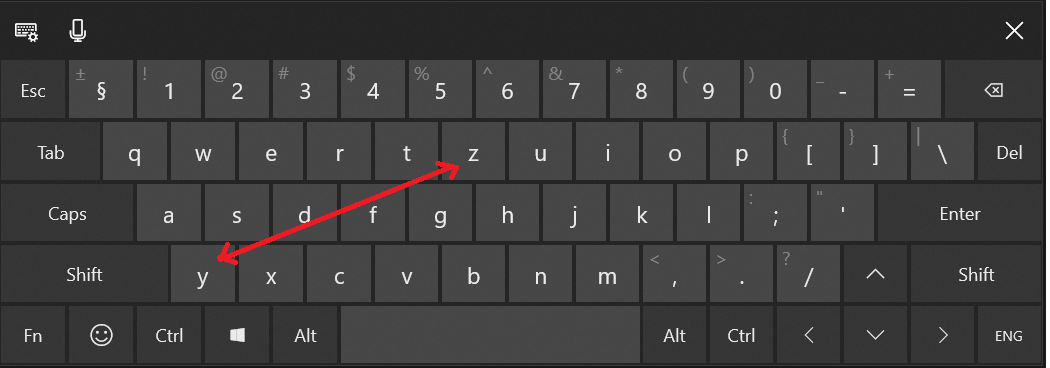 Esc ± § ! 1 @ 2 # 3 $ 4 % 5 ^ 6 & 7 * 8 ( 9 ) 0 _ - + =
Tab q w e r t z u i o p { [ } ] | \ Del
Caps a s d f g h j k l : ; " ' Enter
Shift y x c v b n m < , > . ? / Shift
Fn Ctrl Alt Alt Ctrl ENG